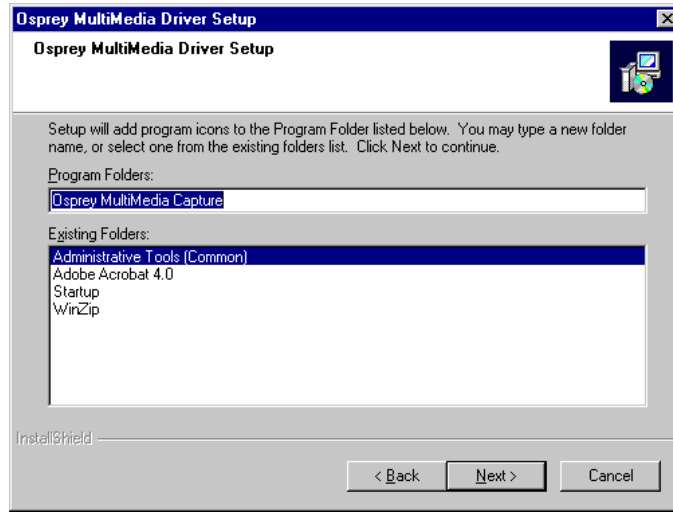 Osprey MultiMedia Driver Setup
Osprey MultiMedia Driver Setup
Setup will add program icons to the Program Folder listed below. You may type a new folder
name, or select one from the existing folders list. Click Next to continue.
Program Folders:
Osprey MultiMedia Capture
Existing Folders:
Administrative Tools (Common)
Adobe Acrobat 4.0
Startup
WinZip
InstallShield
< Back Next > Cancel